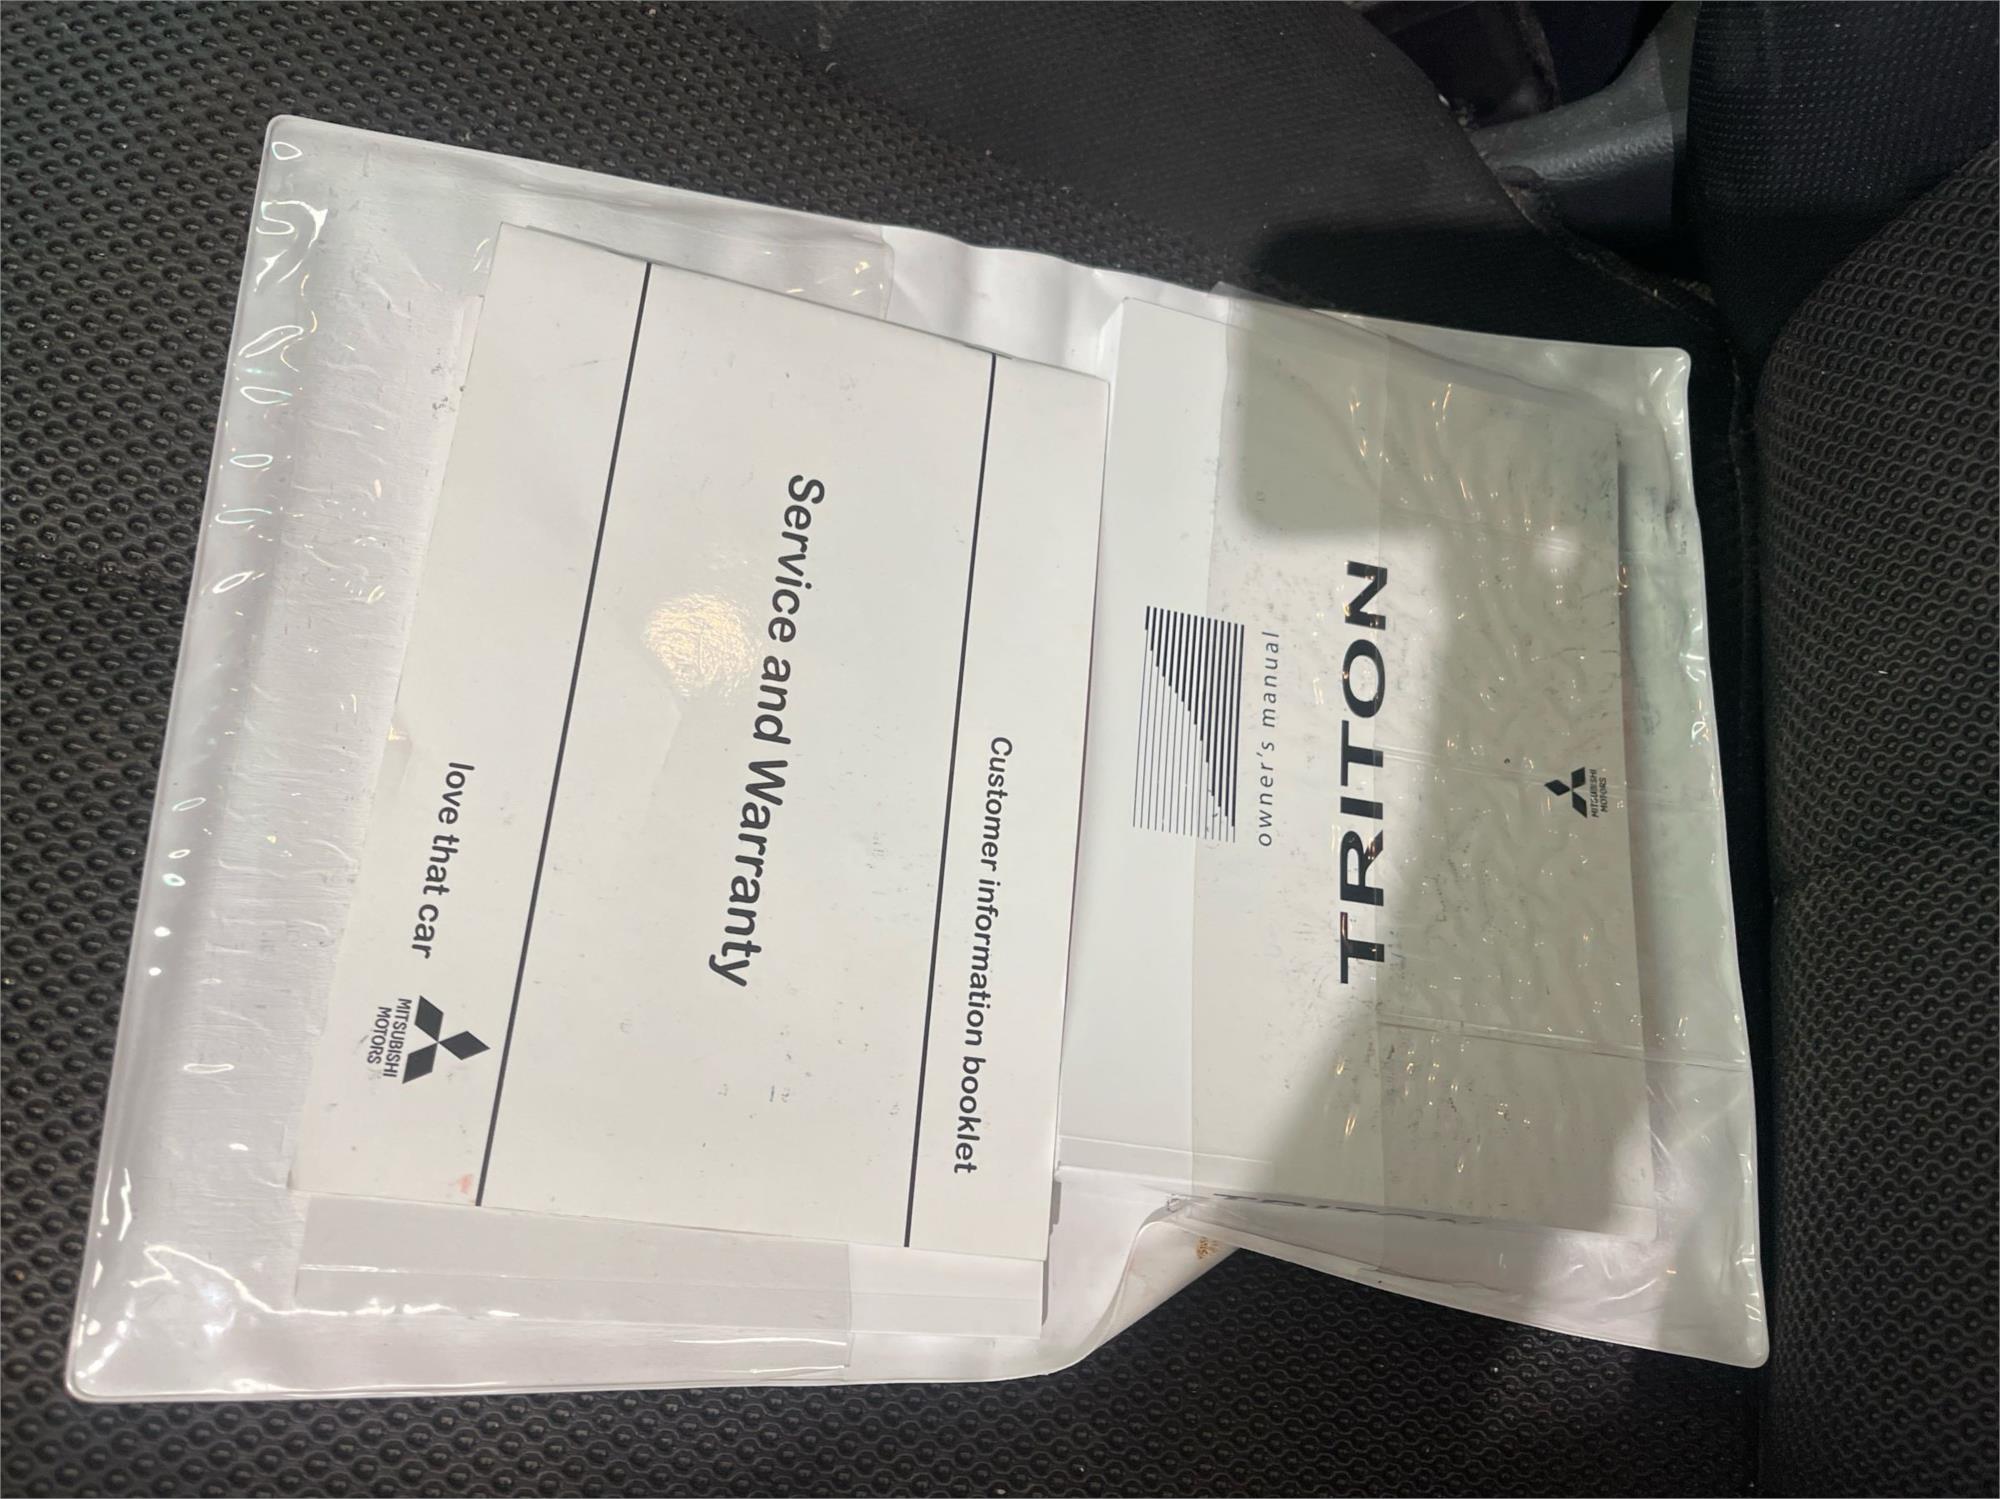 Customer information booklet
Service and Warranty
love that car
MITSUBISHI
MOTORS
MITSUBISHI
MOTORS
TRITON
owner's manual